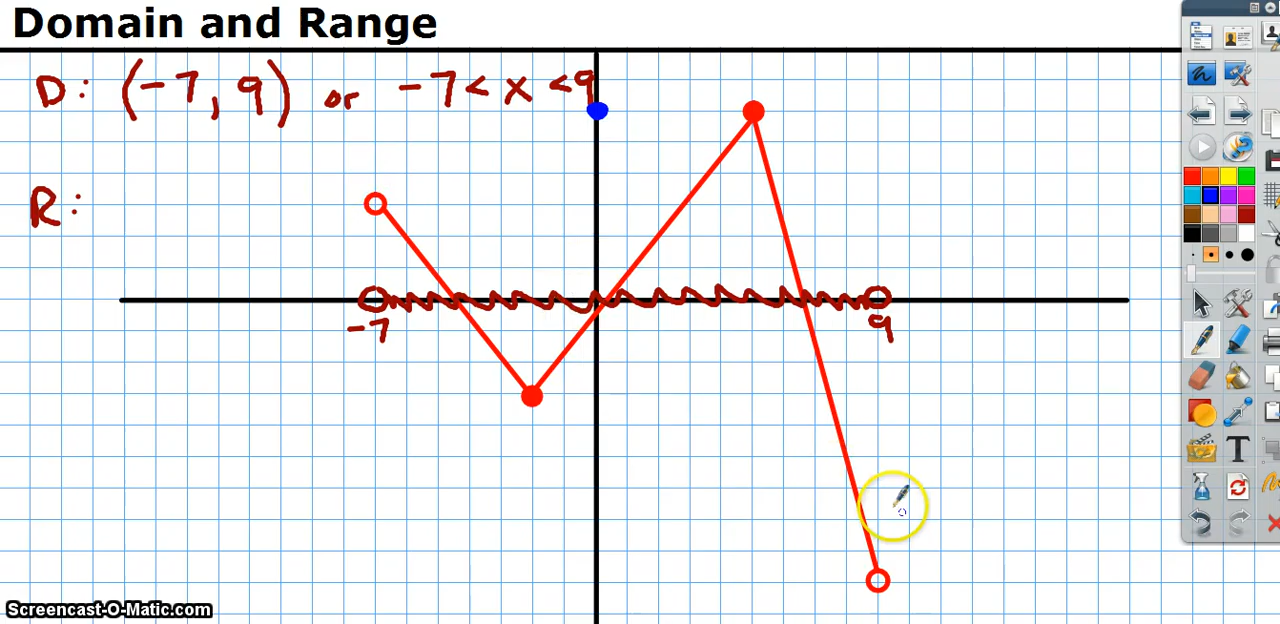 Domain and Range
D: (-7, 9) or -7 < x < 9
R:
-7
9
Screencast-O-Matic.com